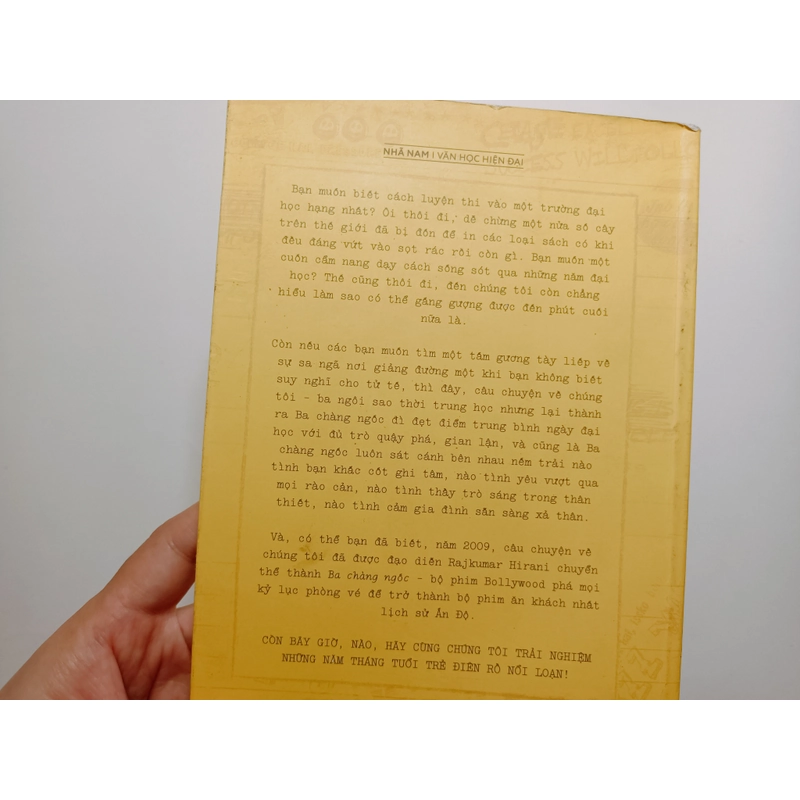 NHÃ NAM | VĂN HỌC HIỆN ĐẠI
Bạn muốn biết cách luyện thi vào một trường đại
học hạng nhất? Ôi thôi đi, dễ chừng một nửa số cây
trên thế giới đã bị đốn để in các loại sách có khi
đều đáng vứt vào sọt rác rồi còn gì. Bạn muốn một
cuốn cẩm nang dạy cách sống sót qua những năm đại
học? Thế cũng thôi đi, đến chúng tôi còn chẳng
hiểu làm sao có thể gắng gượng được đến phút cuối
nữa là.
Còn nếu các bạn muốn tìm một tấm gương tày liếp về
sự sa ngã nơi giảng đường một khi bạn không biết
suy nghĩ cho tử tế, thì đây, câu chuyện về chúng
tôi - ba ngôi sao thời trung học nhưng lại thành
ra Ba chàng ngốc đì đẹt điểm trung bình ngày đại
học với đủ trò quậy phá, gian lận, và cũng là Ba
chàng ngốc luôn sát cánh bên nhau nếm trải nào
tình bạn khắc cốt ghi tâm, nào tình yêu vượt qua
mọi rào cản, nào tình thầy trò sáng trong thân
thiết, nào tình cảm gia đình sẵn sàng xả thân.
Và, có thể bạn đã biết, năm 2009, câu chuyện về
chúng tôi đã được đạo diễn Rajkumar Hirani chuyển
thể thành Ba chàng ngốc - bộ phim Bollywood phá mọi
kỷ lục phòng vé để trở thành bộ phim ăn khách nhất
lịch sử Ấn Độ.
CÒN BÂY GIỜ, NÀO, HÃY CÙNG CHÚNG TÔI TRẢI NGHIỆM
NHỮNG NĂM THÁNG TUỔI TRẺ ĐIÊN RỒ NỔI LOẠN!